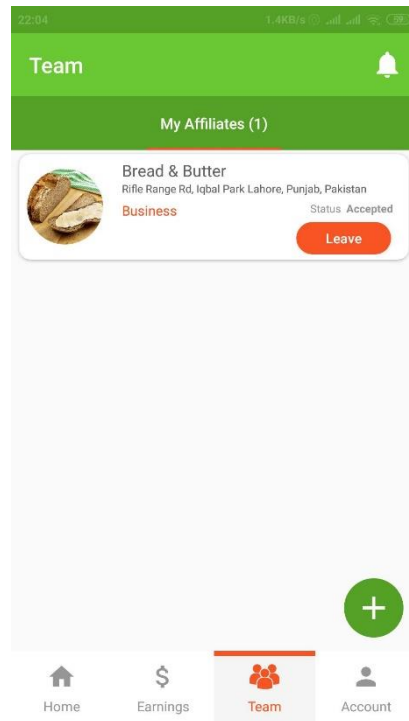 22:04 1.4KB/s
Team
My Affiliates (1)
Bread & Butter
Rifle Range Rd, Iqbal Park Lahore, Punjab, Pakistan
Business Status Accepted
Leave
+
Home Earnings Team Account